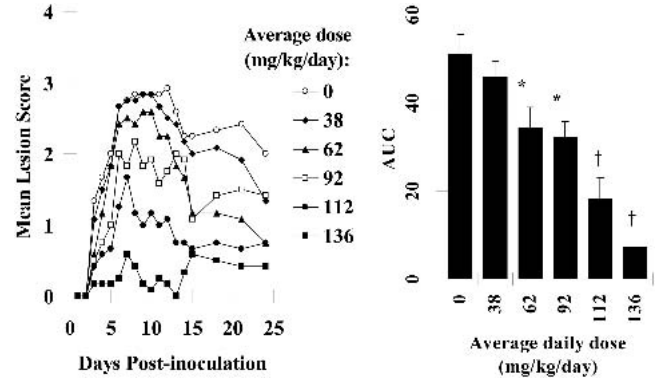 Average dose
(mg/kg/day):
0
38
62
92
112
136
Mean Lesion Score
4
3
2
1
0
0 5 10 15 20 25
Days Post-inoculation
AUC
60
40
20
0
*
*
†
†
0 38 62 92 112 136
Average daily dose
(mg/kg/day)